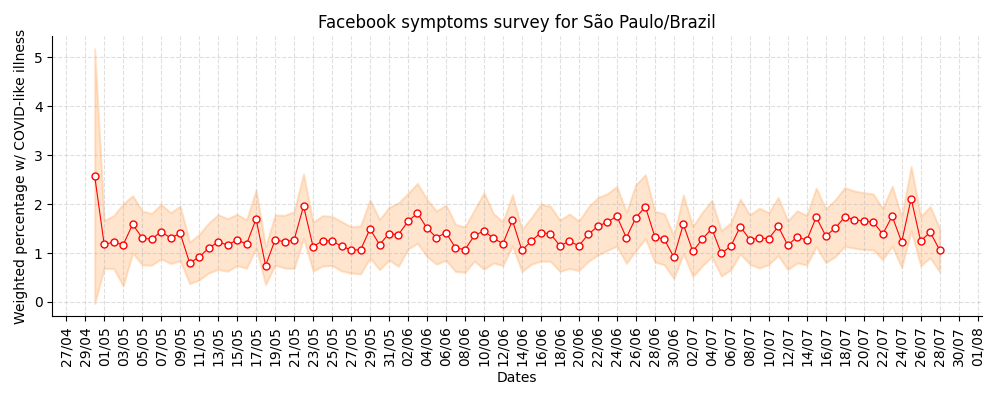 Facebook symptoms survey for São Paulo/Brazil
Weighted percentage w/ COVID-like illness
5
4
3
2
1
0
27/04 29/04 01/05 03/05 05/05 07/05 09/05 11/05 13/05 15/05 17/05 19/05 21/05 23/05 25/05 27/05 29/05 31/05 02/06 04/06 06/06 08/06 10/06 12/06 14/06 16/06 18/06 20/06 22/06 24/06 26/06 28/06 30/06 02/07 04/07 06/07 08/07 10/07 12/07 14/07 16/07 18/07 20/07 22/07 24/07 26/07 28/07 30/07 01/08
Dates